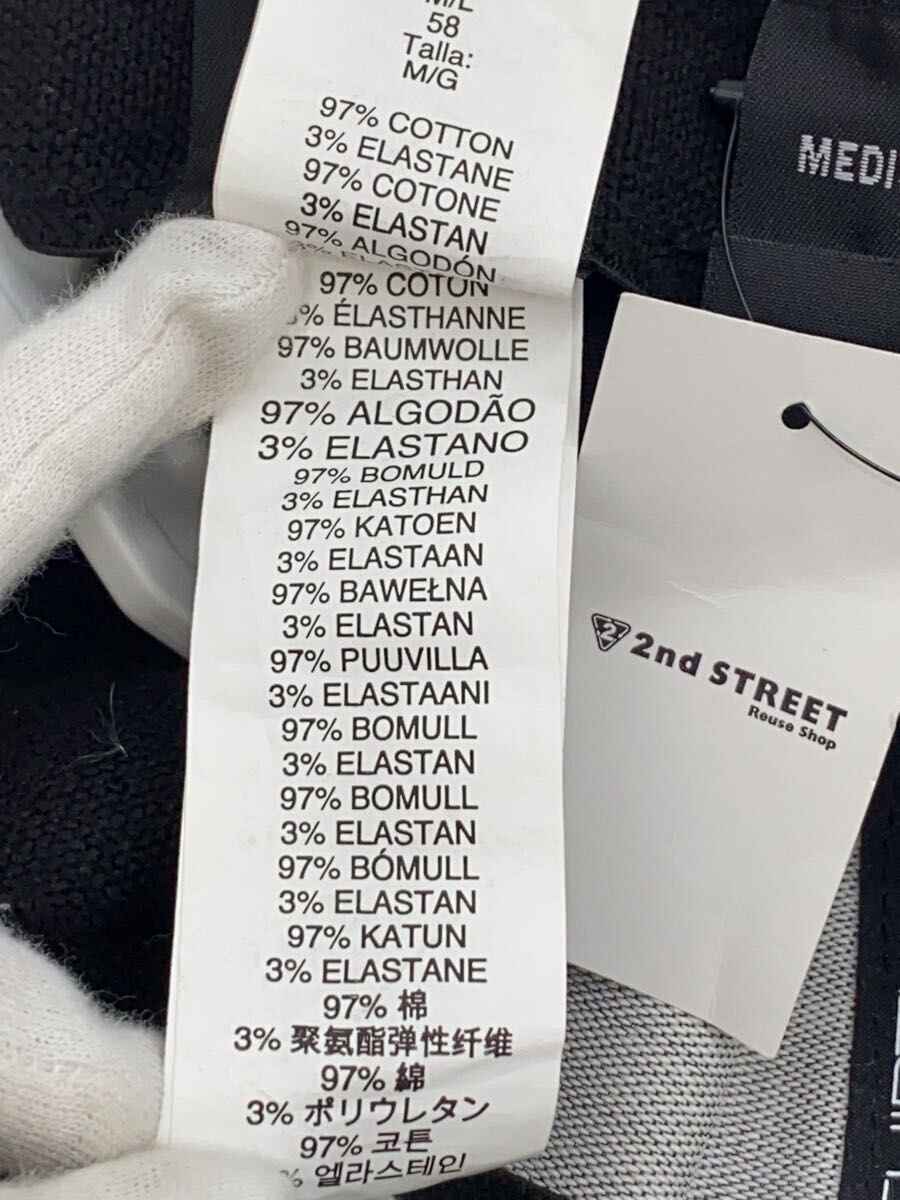 M/L
58
Talla:
M/G
97% COTTON
3% ELASTANE
97% COTONE
3% ELASTAN
97% ALGODÓN
97% COTON
% ÉLASTHANNE
97% BAUMWOLLE
3% ELASTHAN
97% ALGODÃO
3% ELASTANO
97% BOMULD
3% ELASTHAN
97% KATOEN
3% ELASTAAN
97% BAWEŁNA
3% ELASTAN
97% PUUVILLA
3% ELASTAANI
97% BOMULL
3% ELASTAN
97% BOMULL
3% ELASTAN
97% BÓMULL
3% ELASTAN
97% KATUN
3% ELASTANE
97% 棉
3% 聚氨酯弹性纤维
97% 綿
3% ポリウレタン
97% 코튼
% 엘라스테인
MEDI
2nd STREET
Reuse Shop